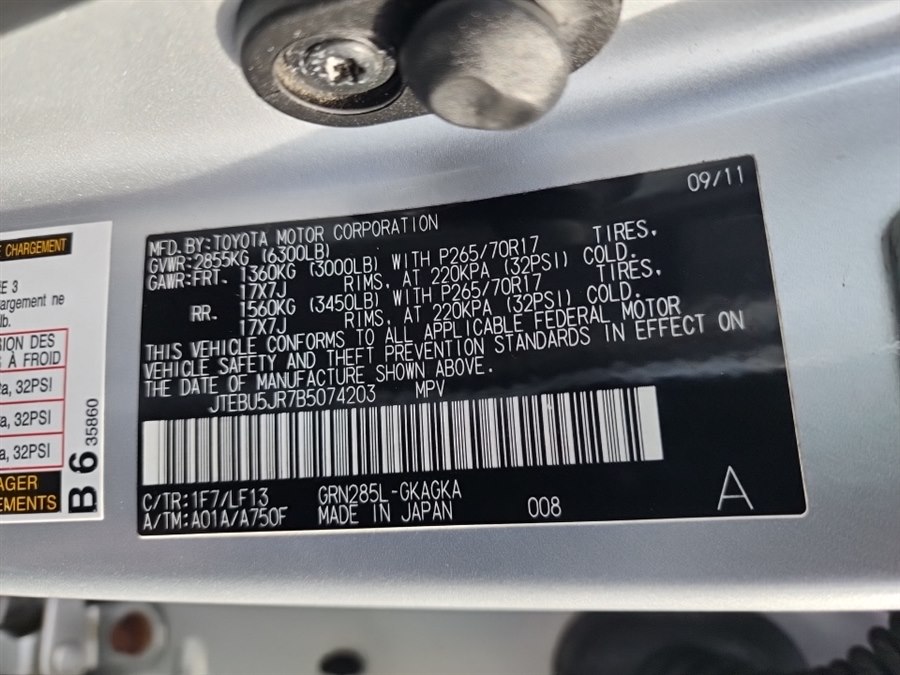 09/11
MFD. BY: TOYOTA MOTOR CORPORATION
GVWR: 2855KG (6300LB)
GAWR: FRT. 1360KG (3000LB) WITH P265/70R17 TIRES,
17X7J RIMS, AT 220KPA (32PSI) COLD.
RR. 1560KG (3450LB) WITH P265/70R17 TIRES,
17X7J RIMS, AT 220KPA (32PSI) COLD.
THIS VEHICLE CONFORMS TO ALL APPLICABLE FEDERAL MOTOR
VEHICLE SAFETY AND THEFT PREVENTION STANDARDS IN EFFECT ON
THE DATE OF MANUFACTURE SHOWN ABOVE.
JTEBU5JR7B5074203 MPV
C/TR: 1F7/LF13 GRN285L-GKAGKA
A/TM: A01A/A750F MADE IN JAPAN 008
A
E CHARGEMENT
E 3
argement ne
lb.
SION DES
S À FROID
a, 32PSI
a, 32PSI
a, 32PSI
AGER
EMENTS
B 6
35860